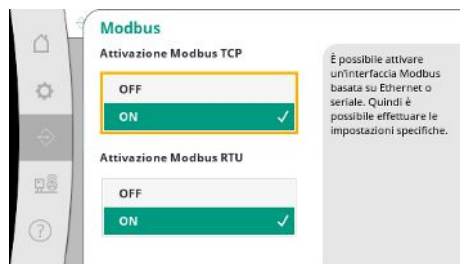 Modbus
Attivazione Modbus TCP
OFF
ON
Attivazione Modbus RTU
OFF
ON
È possibile attivare
un'interfaccia Modbus
basata su Ethernet o
seriale. Quindi è
possibile effettuare le
impostazioni specifiche.